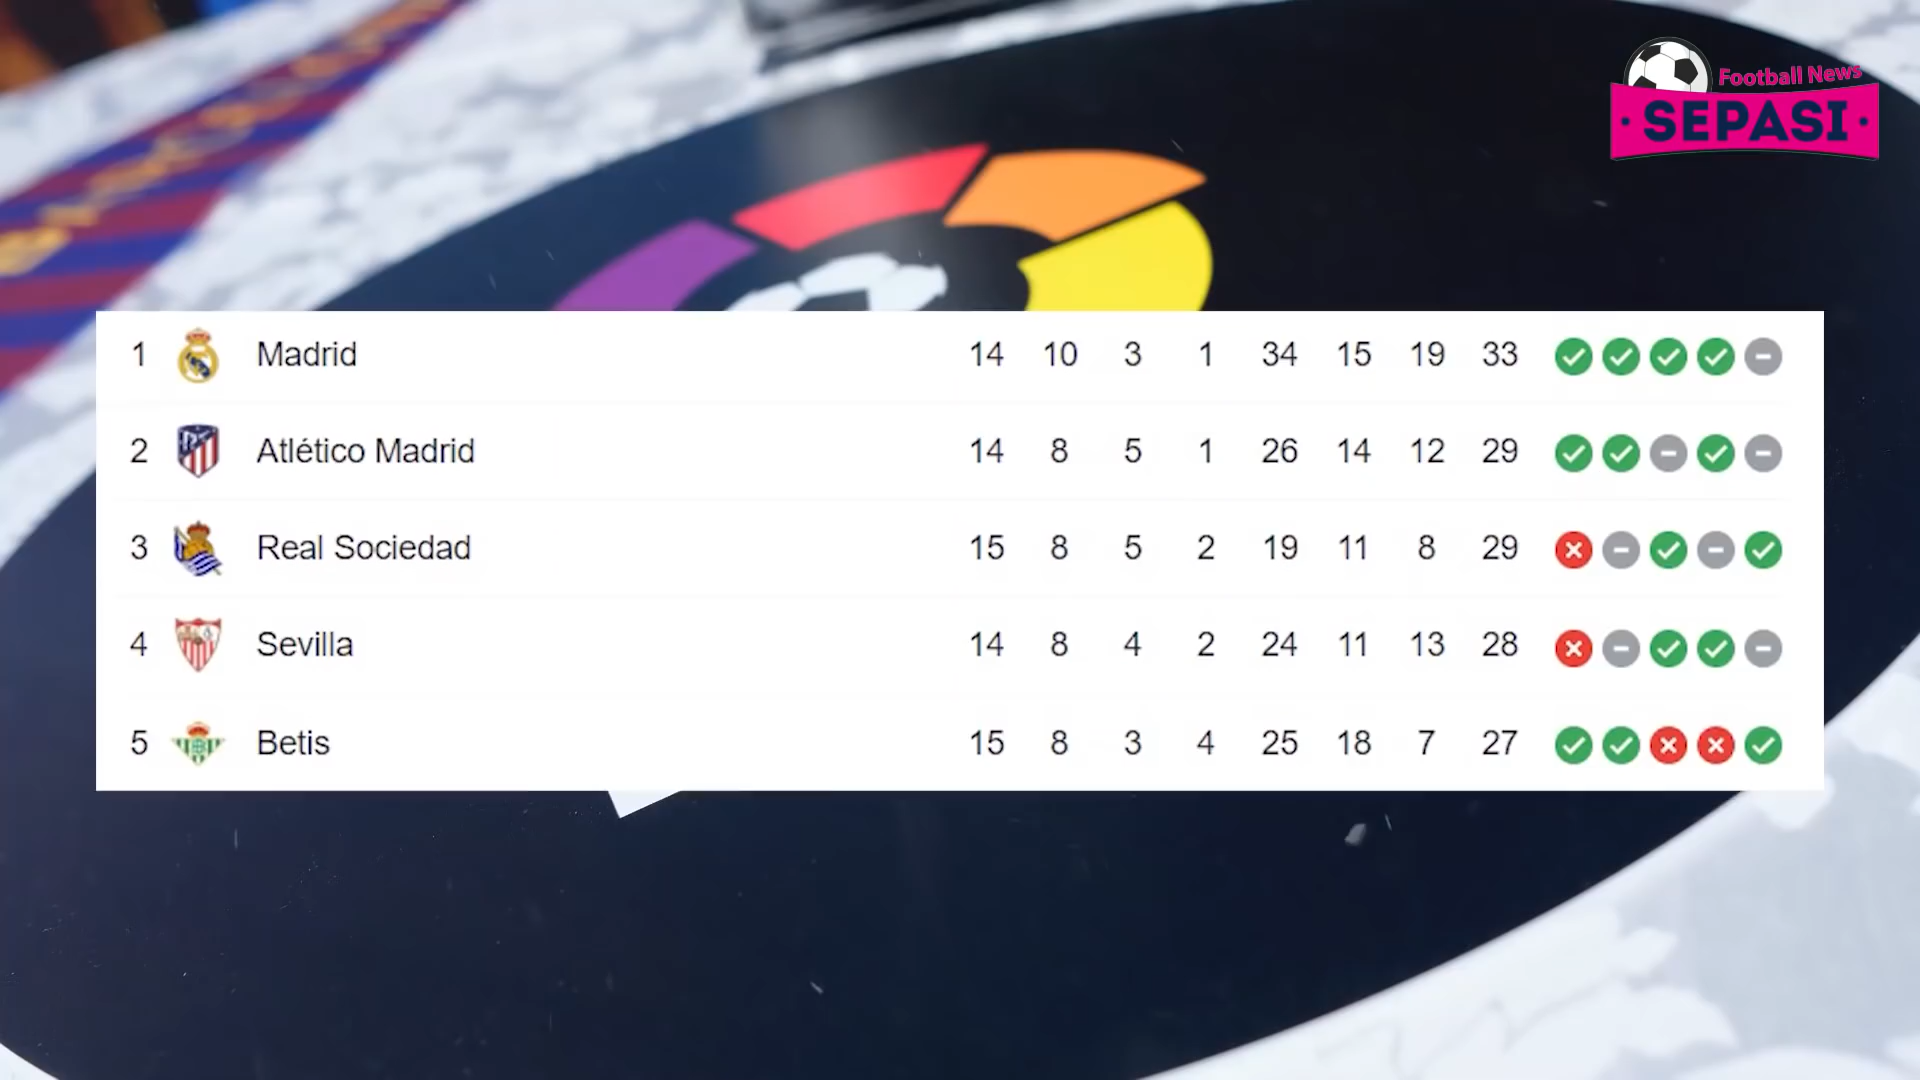 Football News
SEPASI
1 Madrid 14 10 3 1 34 15 19 33
2 Atlético Madrid 14 8 5 1 26 14 12 29
3 Real Sociedad 15 8 5 2 19 11 8 29
4 Sevilla 14 8 4 2 24 11 13 28
5 Betis 15 8 3 4 25 18 7 27